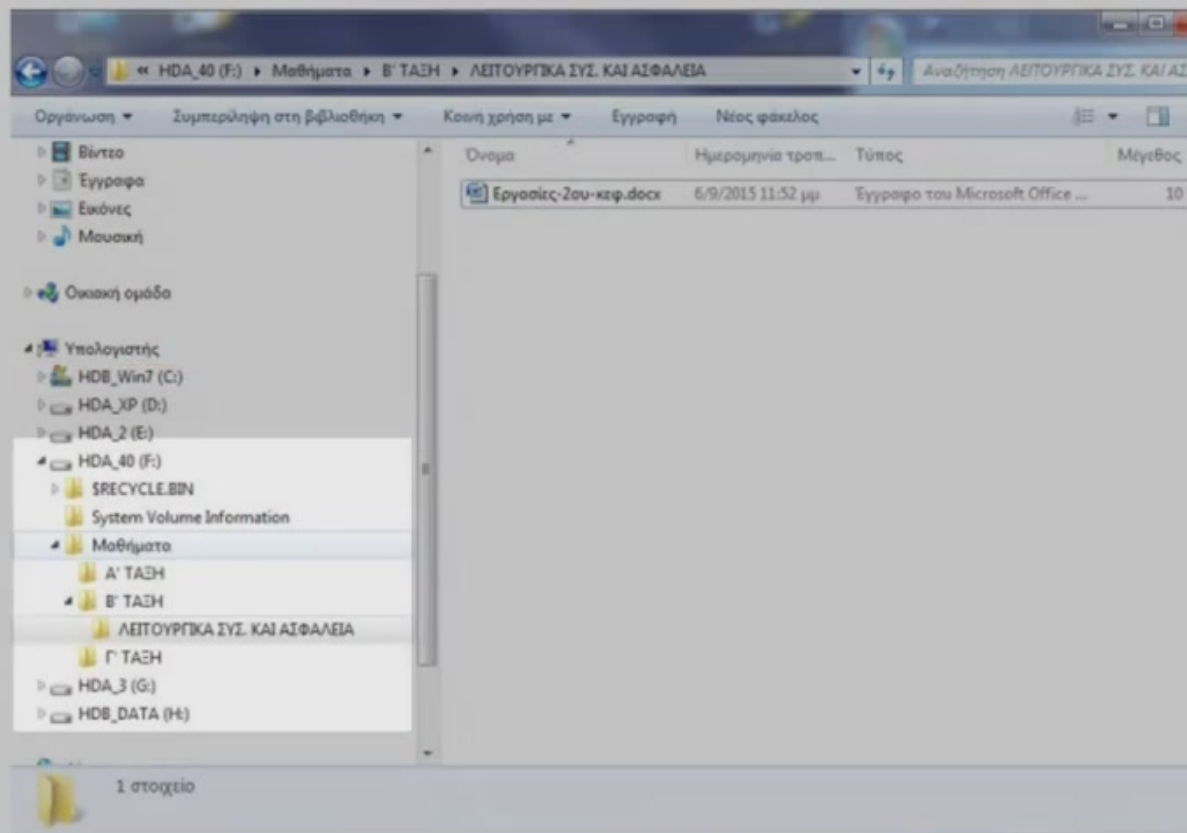 « HDA_40 (F:) ▸ Μαθήματα ▸ Β' ΤΑΞΗ ▸ ΛΕΙΤΟΥΡΓΙΚΑ ΣΥΣ. ΚΑΙ ΑΣΦΑΛΕΙΑ
Αναζήτηση ΛΕΙΤΟΥΡΓΙΚΑ ΣΥΣ. ΚΑΙ ΑΣ
Οργάνωση Συμπερίληψη στη βιβλιοθήκη Κοινή χρήση με Εγγραφή Νέος φάκελος
Βίντεο
Έγγραφα
Εικόνες
Μουσική
Οικιακή ομάδα
Υπολογιστής
HDB_Win7 (C:)
HDA_XP (D:)
HDA_2 (E:)
HDA_40 (F:)
$RECYCLE.BIN
System Volume Information
Μαθήματα
Α' ΤΑΞΗ
Β' ΤΑΞΗ
ΛΕΙΤΟΥΡΓΙΚΑ ΣΥΣ. ΚΑΙ ΑΣΦΑΛΕΙΑ
Γ' ΤΑΞΗ
HDA_3 (G:)
HDB_DATA (H:)
Όνομα Ημερομηνία τροπ... Τύπος Μέγεθος
Εργασίες-2ου-κεφ.docx 6/9/2015 11:52 μμ Έγγραφο του Microsoft Office ... 10
1 στοιχείο